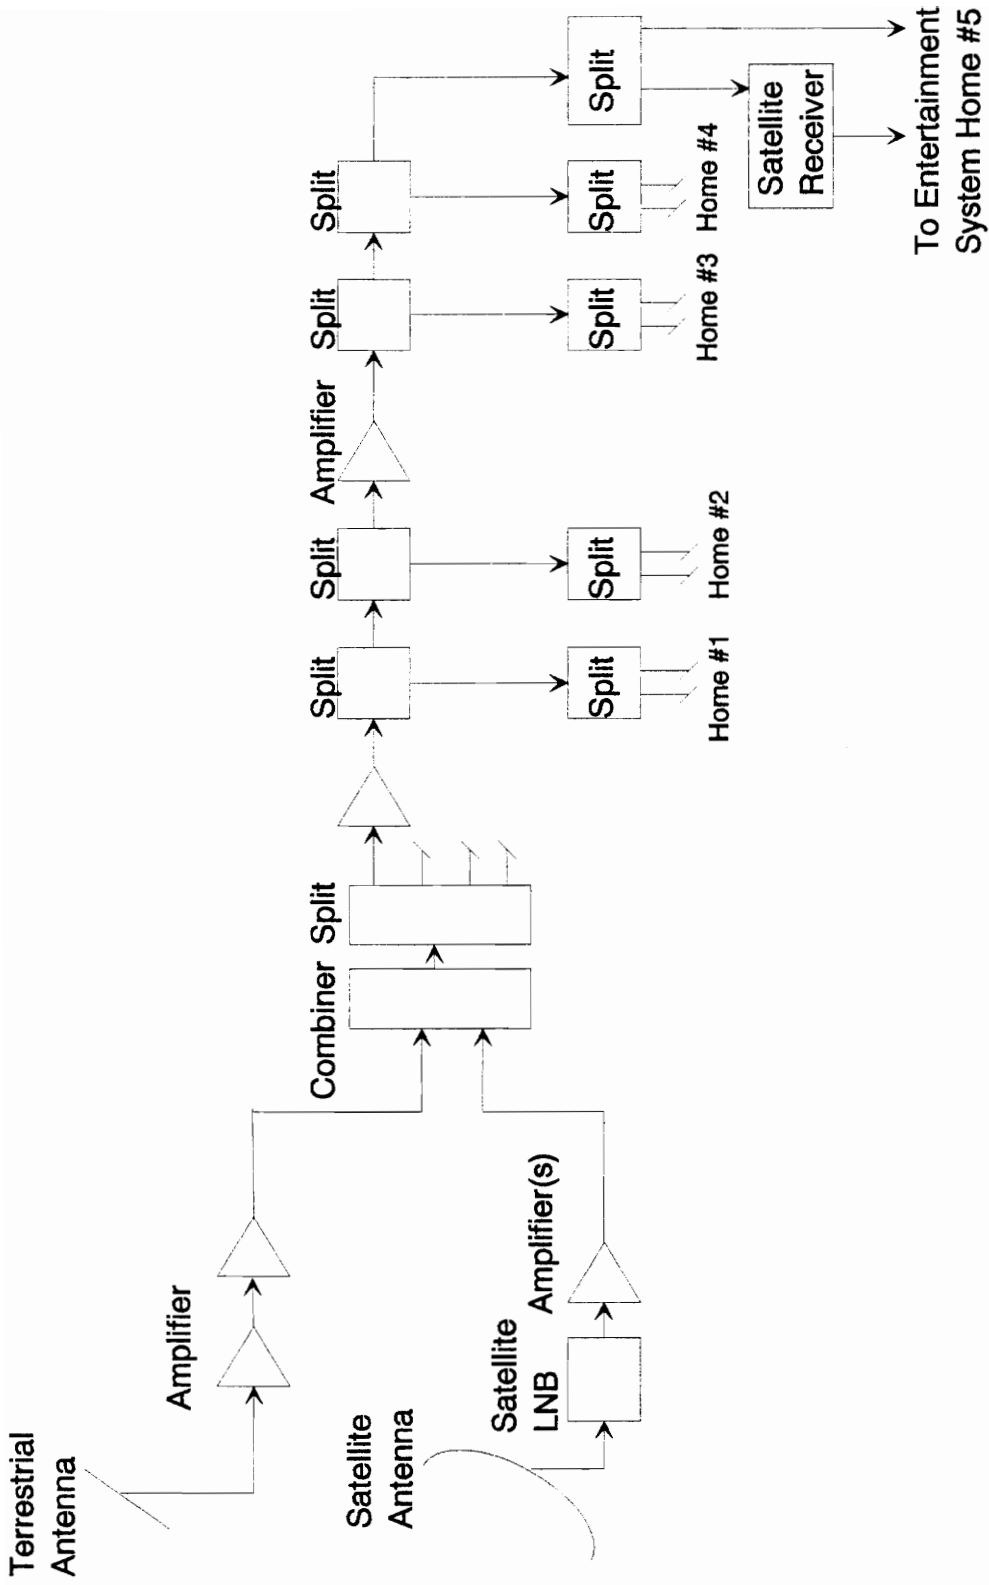 Terrestrial
Antenna
Amplifier
Satellite
Antenna
Satellite
LNB
Amplifier(s)
Combiner
Split
Split
Split
Amplifier
Split
Split
Split
Home #1
Split
Home #2
Split
Home #3
Split
Home #4
Split
Satellite
Receiver
To Entertainment
System Home #5